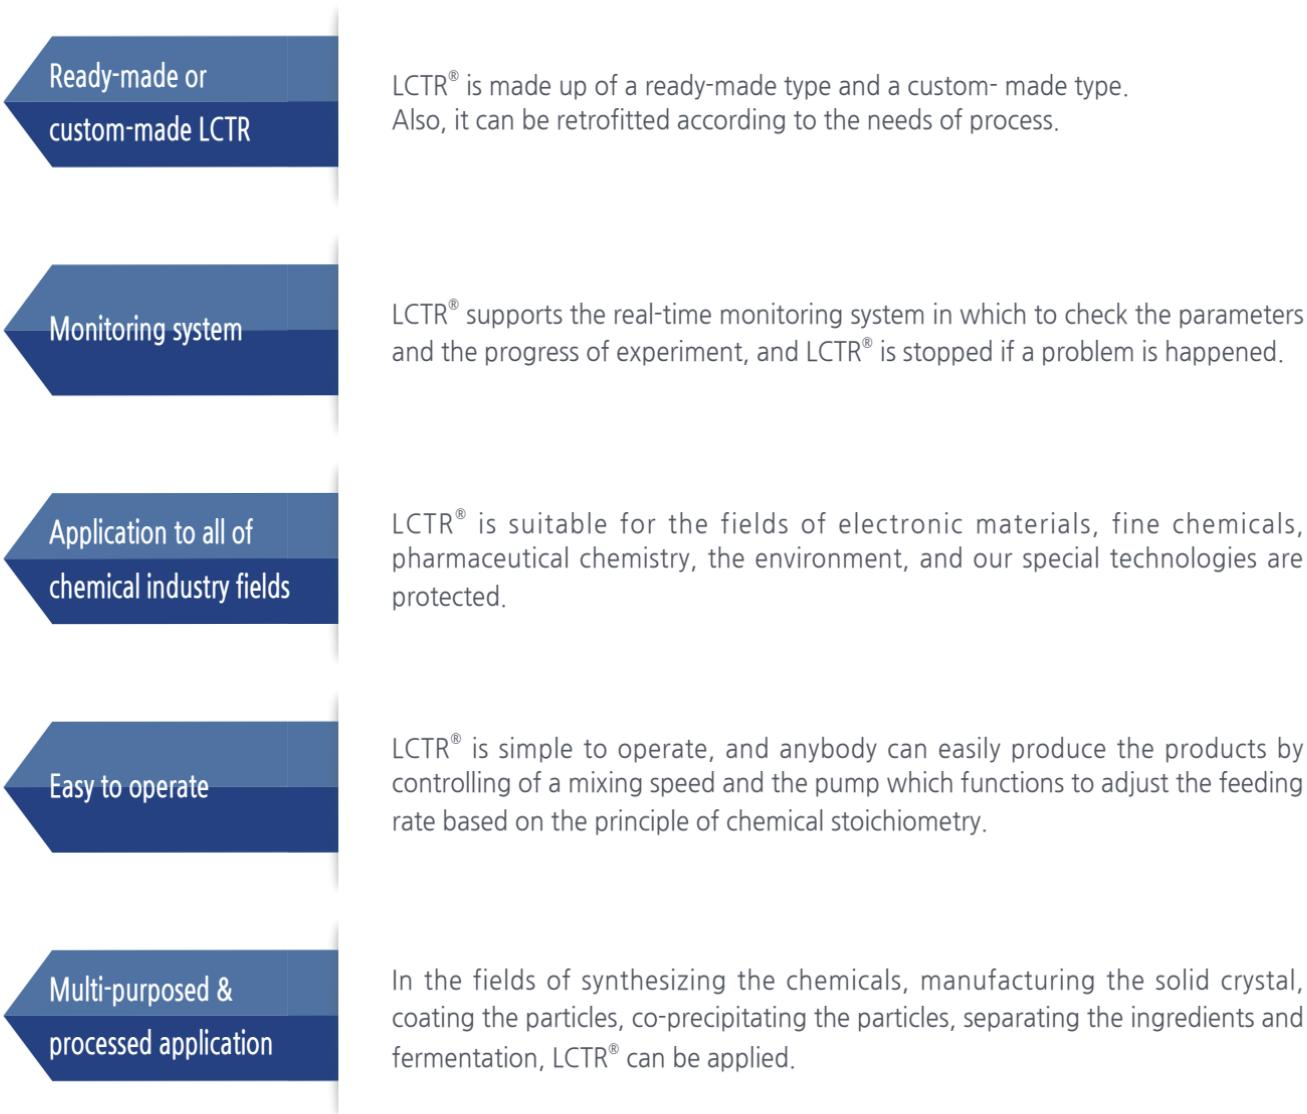 Ready-made or
custom-made LCTR
LCTR® is made up of a ready-made type and a custom- made type.
Also, it can be retrofitted according to the needs of process.
Monitoring system
LCTR® supports the real-time monitoring system in which to check the parameters
and the progress of experiment, and LCTR® is stopped if a problem is happened.
Application to all of
chemical industry fields
LCTR® is suitable for the fields of electronic materials, fine chemicals,
pharmaceutical chemistry, the environment, and our special technologies are
protected.
Easy to operate
LCTR® is simple to operate, and anybody can easily produce the products by
controlling of a mixing speed and the pump which functions to adjust the feeding
rate based on the principle of chemical stoichiometry.
Multi-purposed &
processed application
In the fields of synthesizing the chemicals, manufacturing the solid crystal,
coating the particles, co-precipitating the particles, separating the ingredients and
fermentation, LCTR® can be applied.